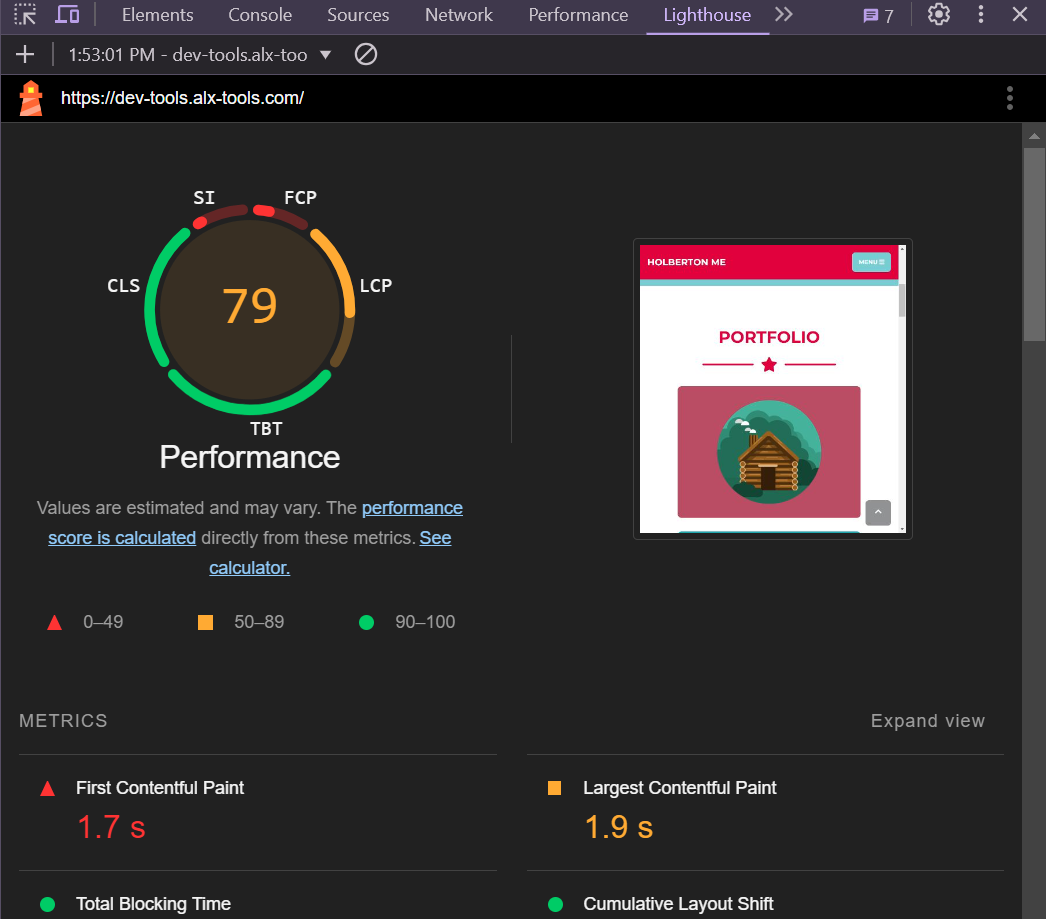 Elements Console Sources Network Performance Lighthouse 7
1:53:01 PM - dev-tools.alx-too
https://dev-tools.alx-tools.com/
SI FCP
CLS LCP
79
TBT
Performance
Values are estimated and may vary. The performance
score is calculated directly from these metrics. See
calculator.
0–49 50–89 90–100
HOLBERTON ME MENU
PORTFOLIO
METRICS Expand view
First Contentful Paint
1.7 s
Largest Contentful Paint
1.9 s
Total Blocking Time
Cumulative Layout Shift